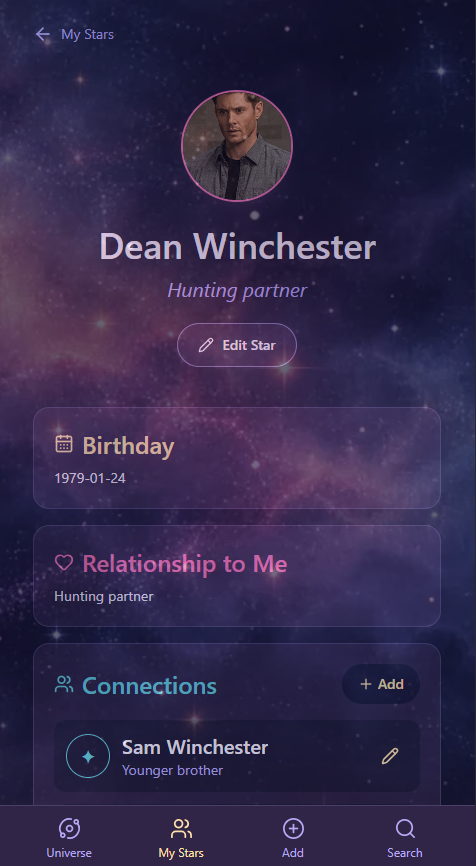 My Stars
Dean Winchester
Hunting partner
Edit Star
Birthday
1979-01-24
Relationship to Me
Hunting partner
Connections
Add
Sam Winchester
Younger brother
Universe
My Stars
Add
Search